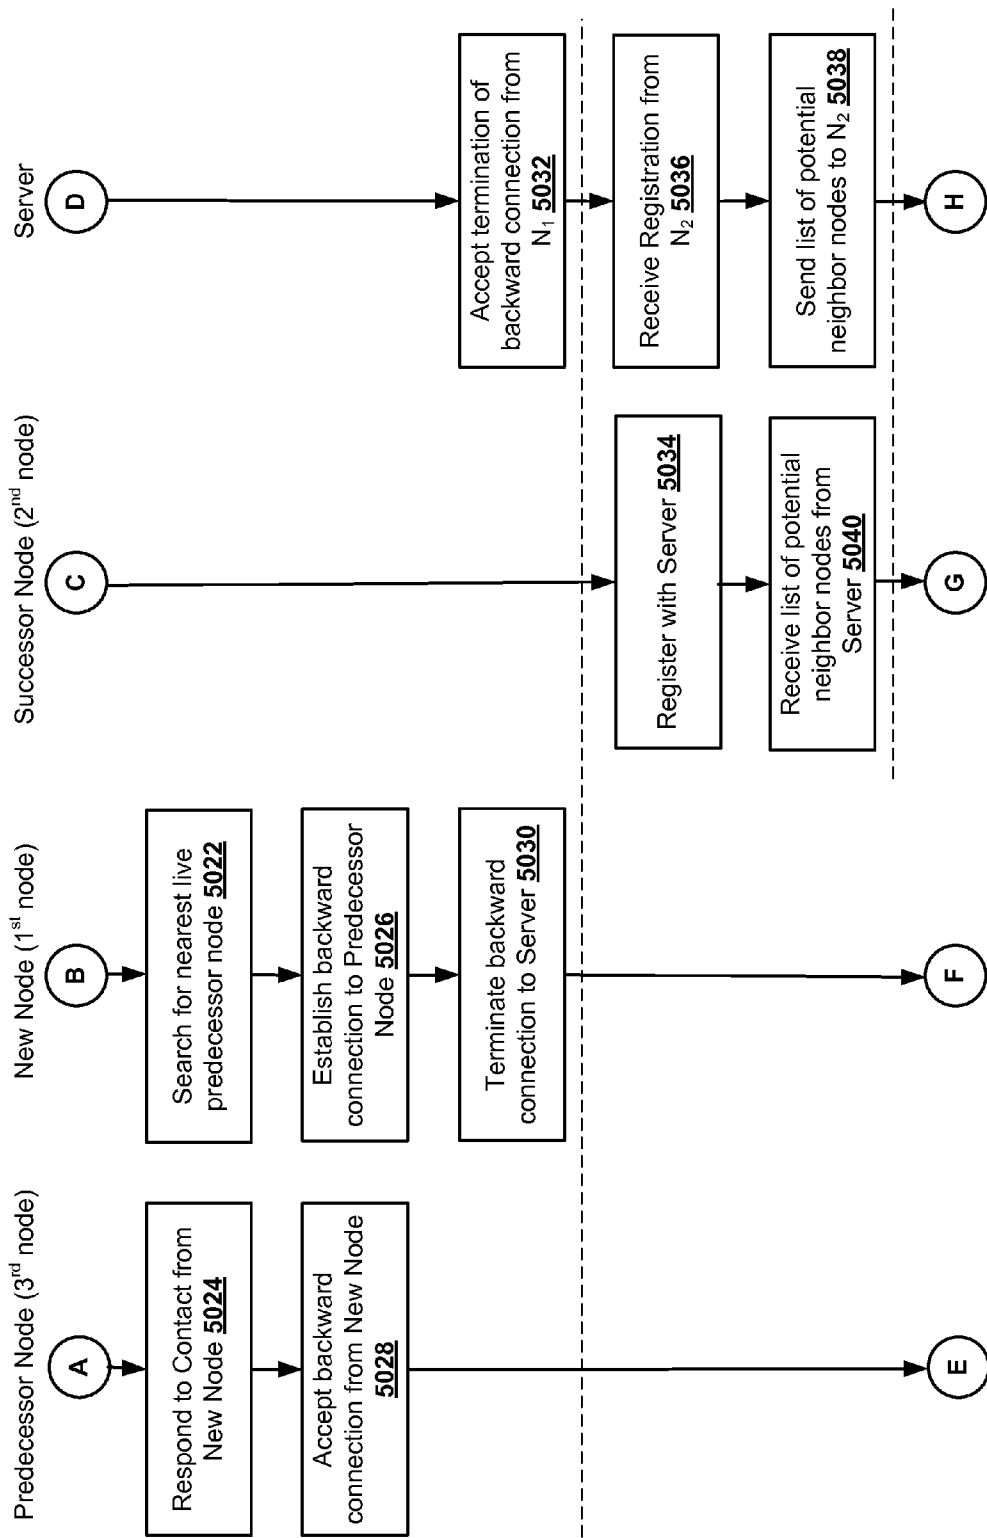 Predecessor Node (3rd node)
A
Respond to Contact from
New Node 5024
Accept backward
connection from New Node
5028
E
New Node (1st node)
B
Search for nearest live
predecessor node 5022
Establish backward
connection to Predecessor
Node 5026
Terminate backward
connection to Server 5030
F
Successor Node (2nd node)
C
Register with Server 5034
Receive list of potential
neighbor nodes from
Server 5040
G
Server
D
Accept termination of
backward connection from
N1 5032
Receive Registration from
N2 5036
Send list of potential
neighbor nodes to N2 5038
H